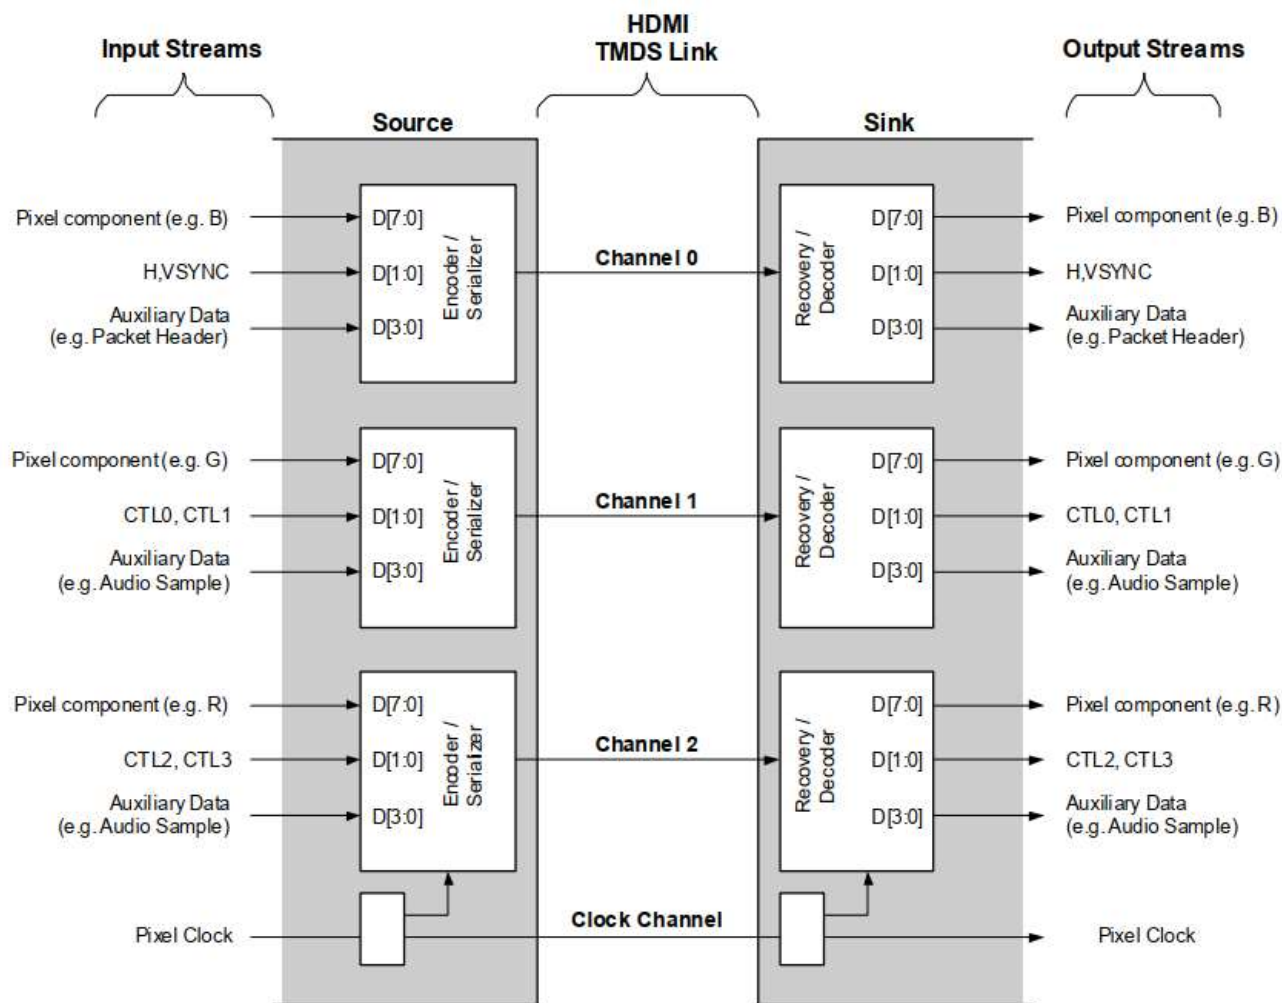 HDMI
TMDS Link
Input Streams
Output Streams
Source
Sink
Pixel component (e.g. B)
D[7:0]
H,VSYNC
D[1:0]
Auxiliary Data
(e.g. Packet Header)
D[3:0]
Encoder /
Serializer
Channel 0
Recovery /
Decoder
D[7:0]
Pixel component (e.g. B)
D[1:0]
H,VSYNC
D[3:0]
Auxiliary Data
(e.g. Packet Header)
Pixel component (e.g. G)
D[7:0]
CTL0, CTL1
D[1:0]
Auxiliary Data
(e.g. Audio Sample)
D[3:0]
Encoder /
Serializer
Channel 1
Recovery /
Decoder
D[7:0]
Pixel component (e.g. G)
D[1:0]
CTL0, CTL1
D[3:0]
Auxiliary Data
(e.g. Audio Sample)
Pixel component (e.g. R)
D[7:0]
CTL2, CTL3
D[1:0]
Auxiliary Data
(e.g. Audio Sample)
D[3:0]
Encoder /
Serializer
Channel 2
Recovery /
Decoder
D[7:0]
Pixel component (e.g. R)
D[1:0]
CTL2, CTL3
D[3:0]
Auxiliary Data
(e.g. Audio Sample)
Pixel Clock
Clock Channel
Pixel Clock